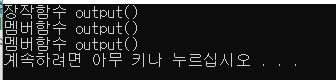 장작함수 output()
멤버함수 output()
멤버함수 output()
계속하려면 아무 키나 누르십시오 . . .